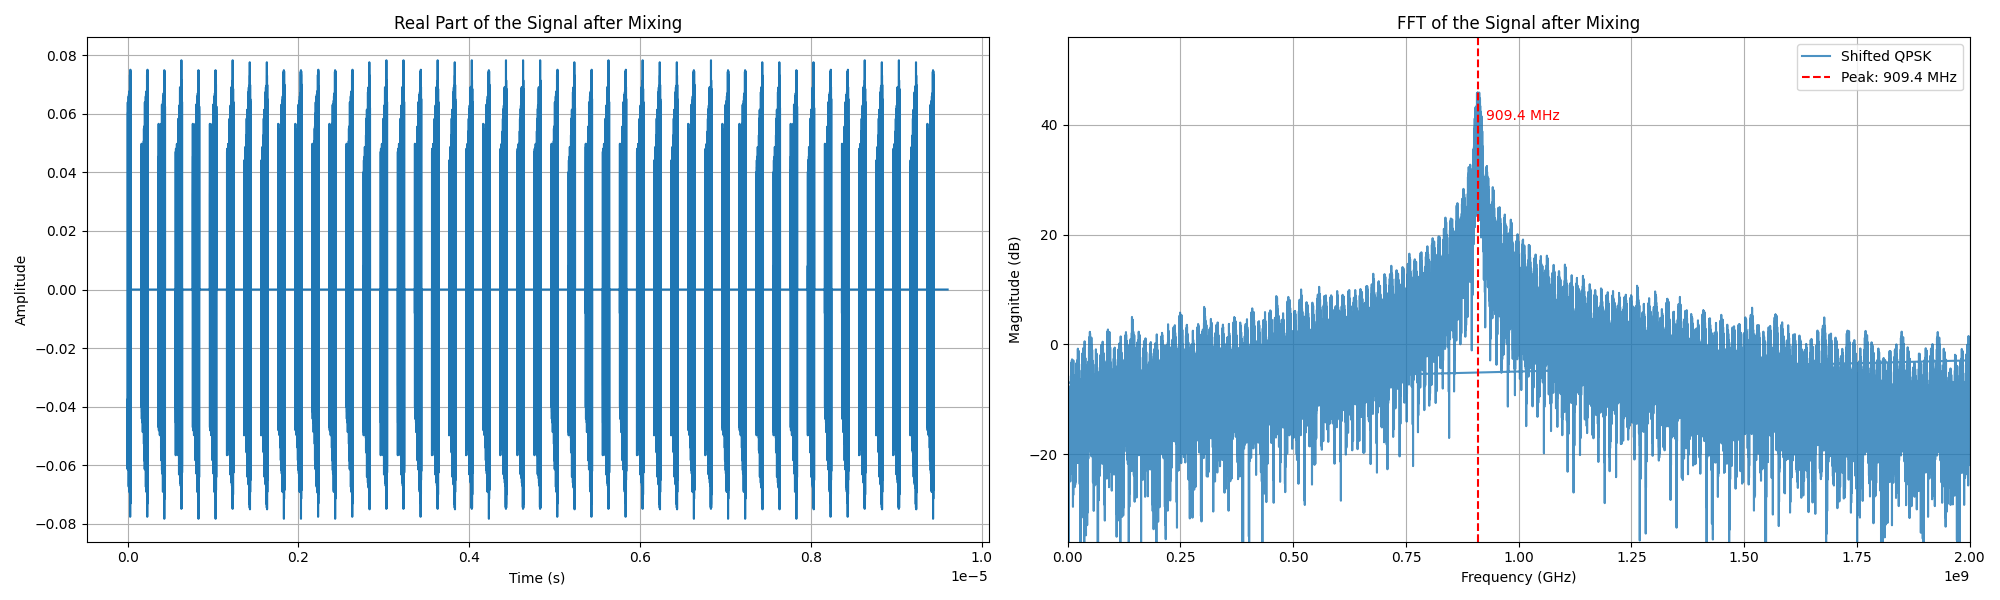 Real Part of the Signal after Mixing
Amplitude
0.08
0.06
0.04
0.02
0.00
−0.02
−0.04
−0.06
−0.08
0.0
0.2
0.4
0.6
0.8
1.0
1e−5
Time (s)
FFT of the Signal after Mixing
Shifted QPSK
Peak: 909.4 MHz
909.4 MHz
Magnitude (dB)
40
20
0
−20
0.00
0.25
0.50
0.75
1.00
1.25
1.50
1.75
2.00
1e9
Frequency (GHz)